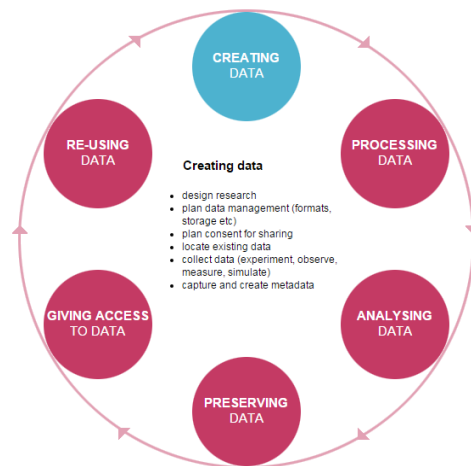 CREATING
DATA
RE-USING
DATA
PROCESSING
DATA
Creating data
• design research
• plan data management (formats,
storage etc)
• plan consent for sharing
• locate existing data
• collect data (experiment, observe,
measure, simulate)
• capture and create metadata
GIVING ACCESS
TO DATA
ANALYSING
DATA
PRESERVING
DATA